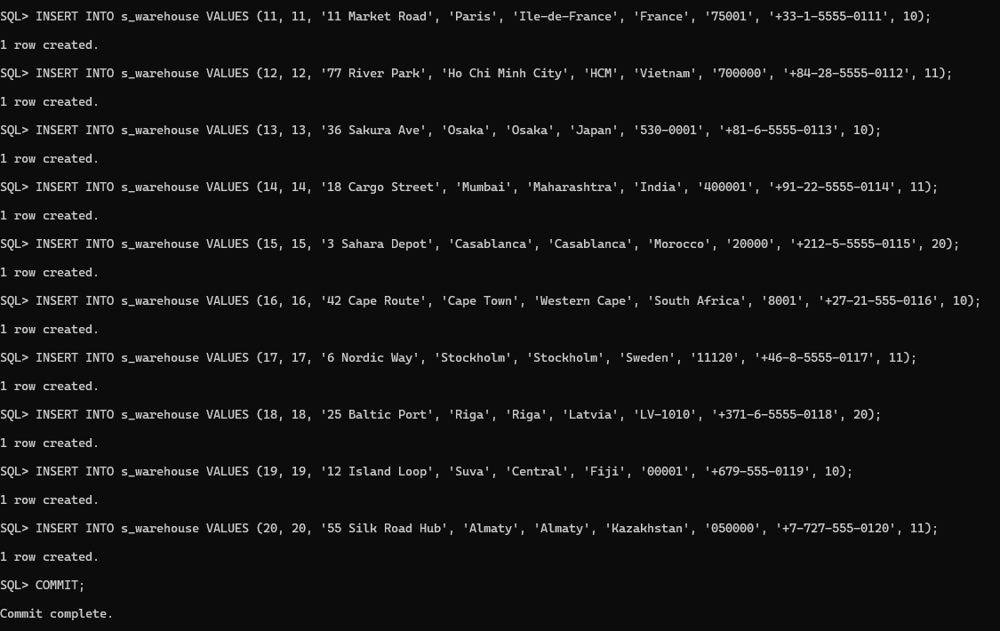 SQL> INSERT INTO s_warehouse VALUES (11, 11, '11 Market Road', 'Paris', 'Ile-de-France', 'France', '75001', '+33-1-5555-0111', 10);
1 row created.
SQL> INSERT INTO s_warehouse VALUES (12, 12, '77 River Park', 'Ho Chi Minh City', 'HCM', 'Vietnam', '700000', '+84-28-5555-0112', 11);
1 row created.
SQL> INSERT INTO s_warehouse VALUES (13, 13, '36 Sakura Ave', 'Osaka', 'Osaka', 'Japan', '530-0001', '+81-6-5555-0113', 10);
1 row created.
SQL> INSERT INTO s_warehouse VALUES (14, 14, '18 Cargo Street', 'Mumbai', 'Maharashtra', 'India', '400001', '+91-22-5555-0114', 11);
1 row created.
SQL> INSERT INTO s_warehouse VALUES (15, 15, '3 Sahara Depot', 'Casablanca', 'Casablanca', 'Morocco', '20000', '+212-5-5555-0115', 20);
1 row created.
SQL> INSERT INTO s_warehouse VALUES (16, 16, '42 Cape Route', 'Cape Town', 'Western Cape', 'South Africa', '8001', '+27-21-555-0116', 10);
1 row created.
SQL> INSERT INTO s_warehouse VALUES (17, 17, '6 Nordic Way', 'Stockholm', 'Stockholm', 'Sweden', '11120', '+46-8-5555-0117', 11);
1 row created.
SQL> INSERT INTO s_warehouse VALUES (18, 18, '25 Baltic Port', 'Riga', 'Riga', 'Latvia', 'LV-1010', '+371-6-5555-0118', 20);
1 row created.
SQL> INSERT INTO s_warehouse VALUES (19, 19, '12 Island Loop', 'Suva', 'Central', 'Fiji', '00001', '+679-555-0119', 10);
1 row created.
SQL> INSERT INTO s_warehouse VALUES (20, 20, '55 Silk Road Hub', 'Almaty', 'Almaty', 'Kazakhstan', '050000', '+7-727-555-0120', 11);
1 row created.
SQL> COMMIT;
Commit complete.